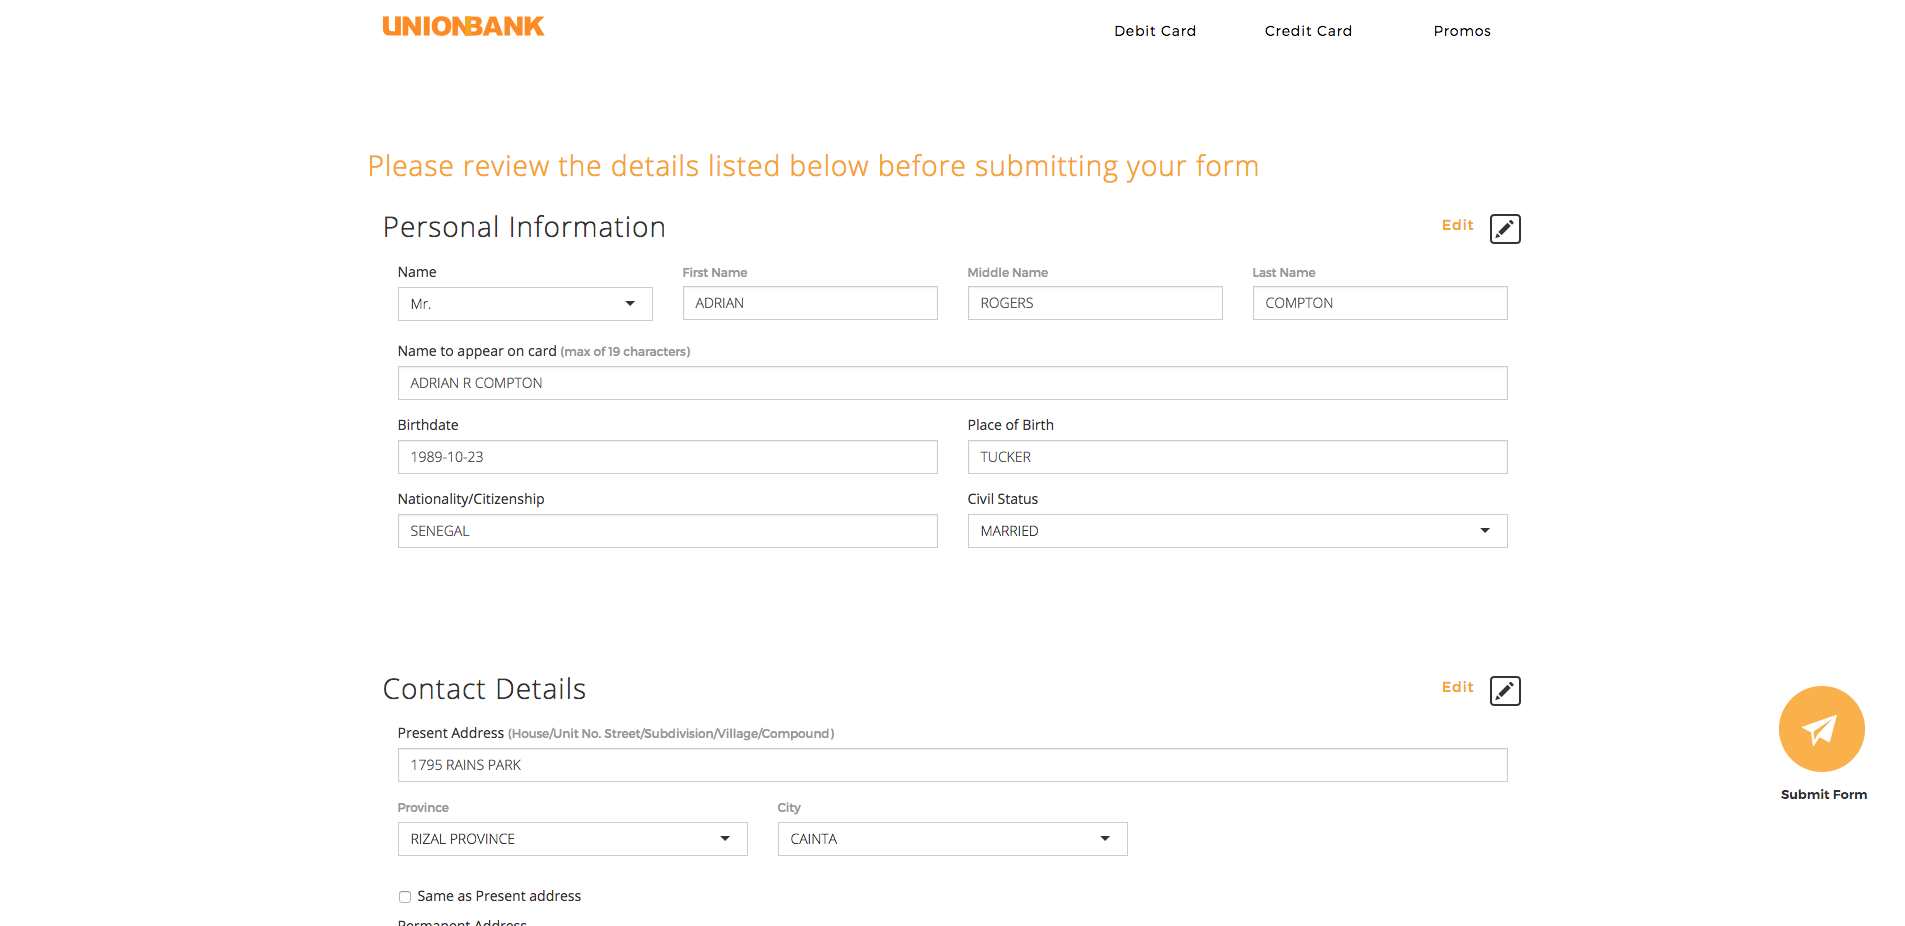 UNIONBANK
Debit Card Credit Card Promos
Please review the details listed below before submitting your form
Personal Information Edit
Name First Name Middle Name Last Name
Mr. ADRIAN ROGERS COMPTON
Name to appear on card (max of 19 characters)
ADRIAN R COMPTON
Birthdate Place of Birth
1989-10-23 TUCKER
Nationality/Citizenship Civil Status
SENEGAL MARRIED
Contact Details Edit
Present Address (House/Unit No. Street/Subdivision/Village/Compound)
1795 RAINS PARK
Submit Form
Province City
RIZAL PROVINCE CAINTA
Same as Present address
Permanent Address